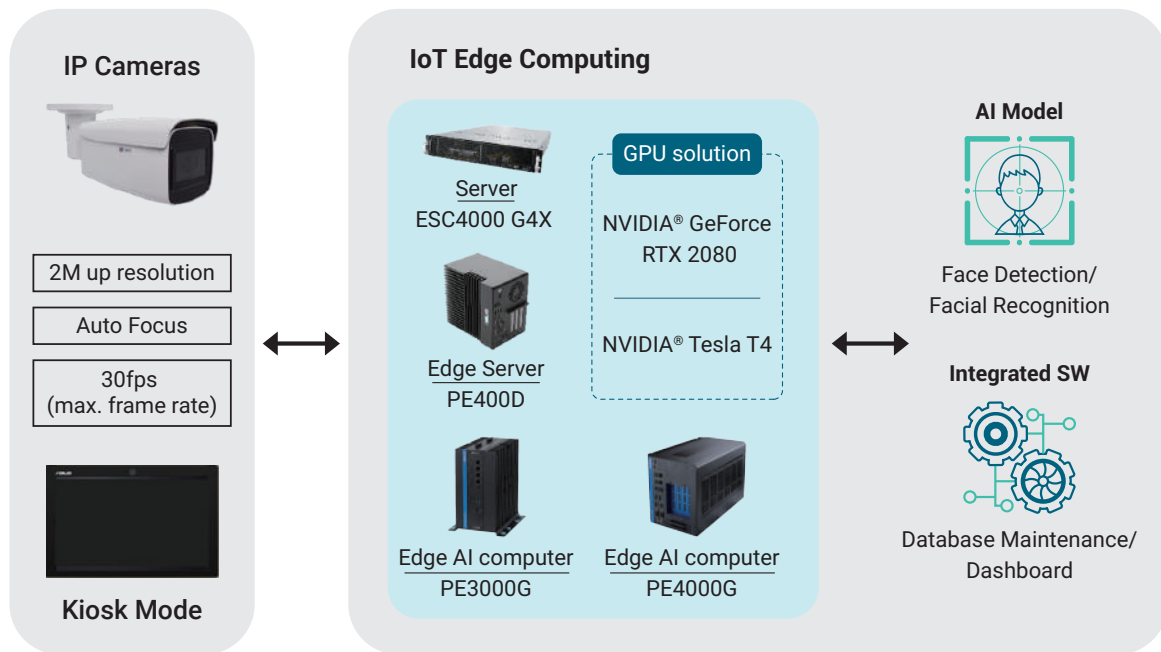 IP Cameras
2M up resolution
Auto Focus
30fps
(max. frame rate)
ASUS
Kiosk Mode
IoT Edge Computing
Server
ESC4000 G4X
Edge Server
PE400D
GPU solution
NVIDIA® GeForce
RTX 2080
NVIDIA® Tesla T4
Edge AI computer
PE3000G
Edge AI computer
PE4000G
AI Model
Face Detection/
Facial Recognition
Integrated SW
Database Maintenance/
Dashboard